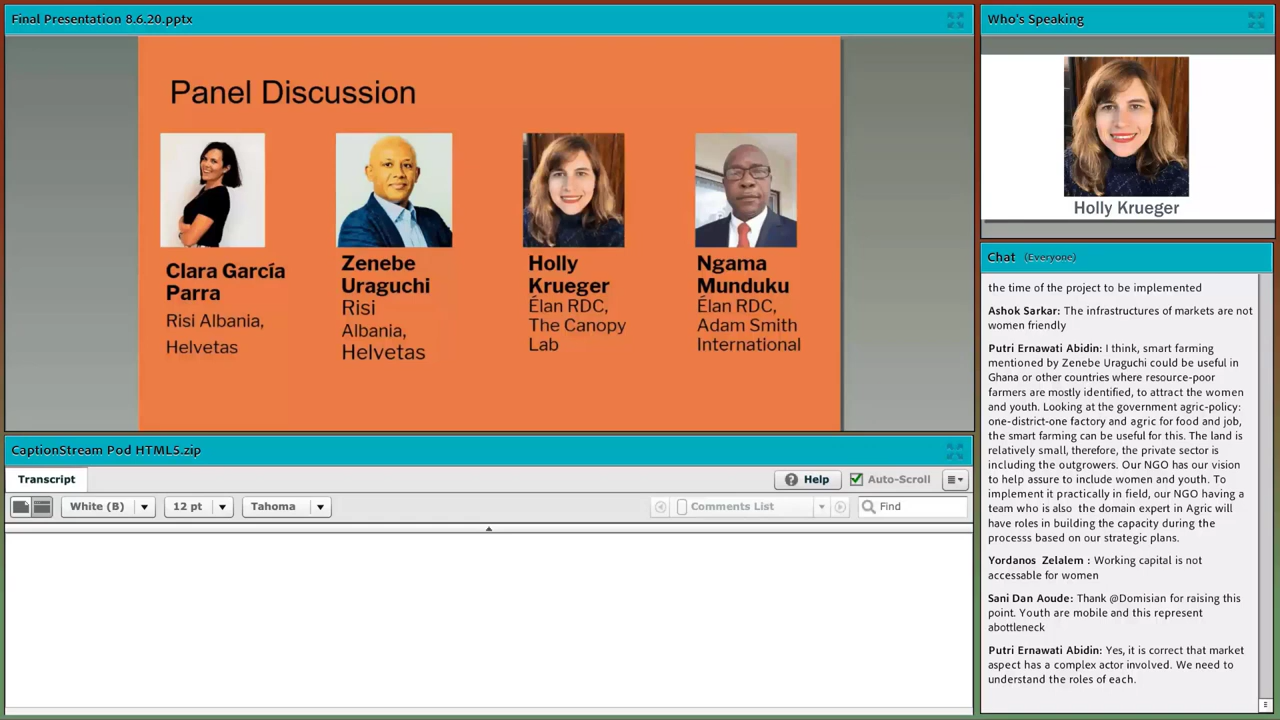 Final Presentation 8.6.20.pptx
Panel Discussion
Clara García
Parra
Risi Albania,
Helvetas
Zenebe
Uraguchi
Risi
Albania,
Helvetas
Holly
Krueger
Élan RDC,
The Canopy
Lab
Ngama
Munduku
Élan RDC,
Adam Smith
International
Who's Speaking
Holly Krueger
Chat (Everyone)
the time of the project to be implemented
Ashok Sarkar: The infrastructures of markets are not
women friendly
Putri Ernawati Abidin: I think, smart farming
mentioned by Zenebe Uraguchi could be useful in
Ghana or other countries where resource-poor
farmers are mostly identified, to attract the women
and youth. Looking at the government agric-policy:
one-district-one factory and agric for food and job,
the smart farming can be useful for this. The land is
relatively small, therefore, the private sector is
including the outgrowers. Our NGO has our vision
to help assure to include women and youth. To
implement it practically in field, our NGO having a
team who is also the domain expert in Agric will
have roles in building the capacity during the
processs based on our strategic plans.
Yordanos Zelalem : Working capital is not
accessable for women
Sani Dan Aoude: Thank @Domisian for raising this
point. Youth are mobile and this represent
abottleneck
Putri Ernawati Abidin: Yes, it is correct that market
aspect has a complex actor involved. We need to
understand the roles of each.
CaptionStream Pod HTML5.zip
Transcript
Help
Auto-Scroll
White (B)
12 pt
Tahoma
Comments List
Find